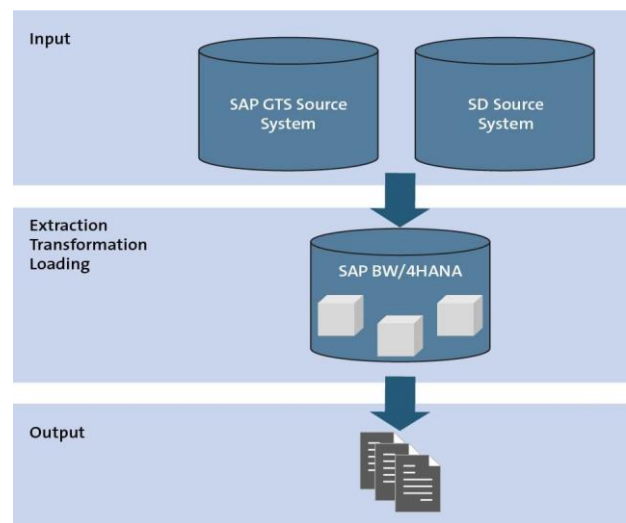 Input
SAP GTS Source
System
SD Source
System
Extraction
Transformation
Loading
SAP BW/4HANA
Output